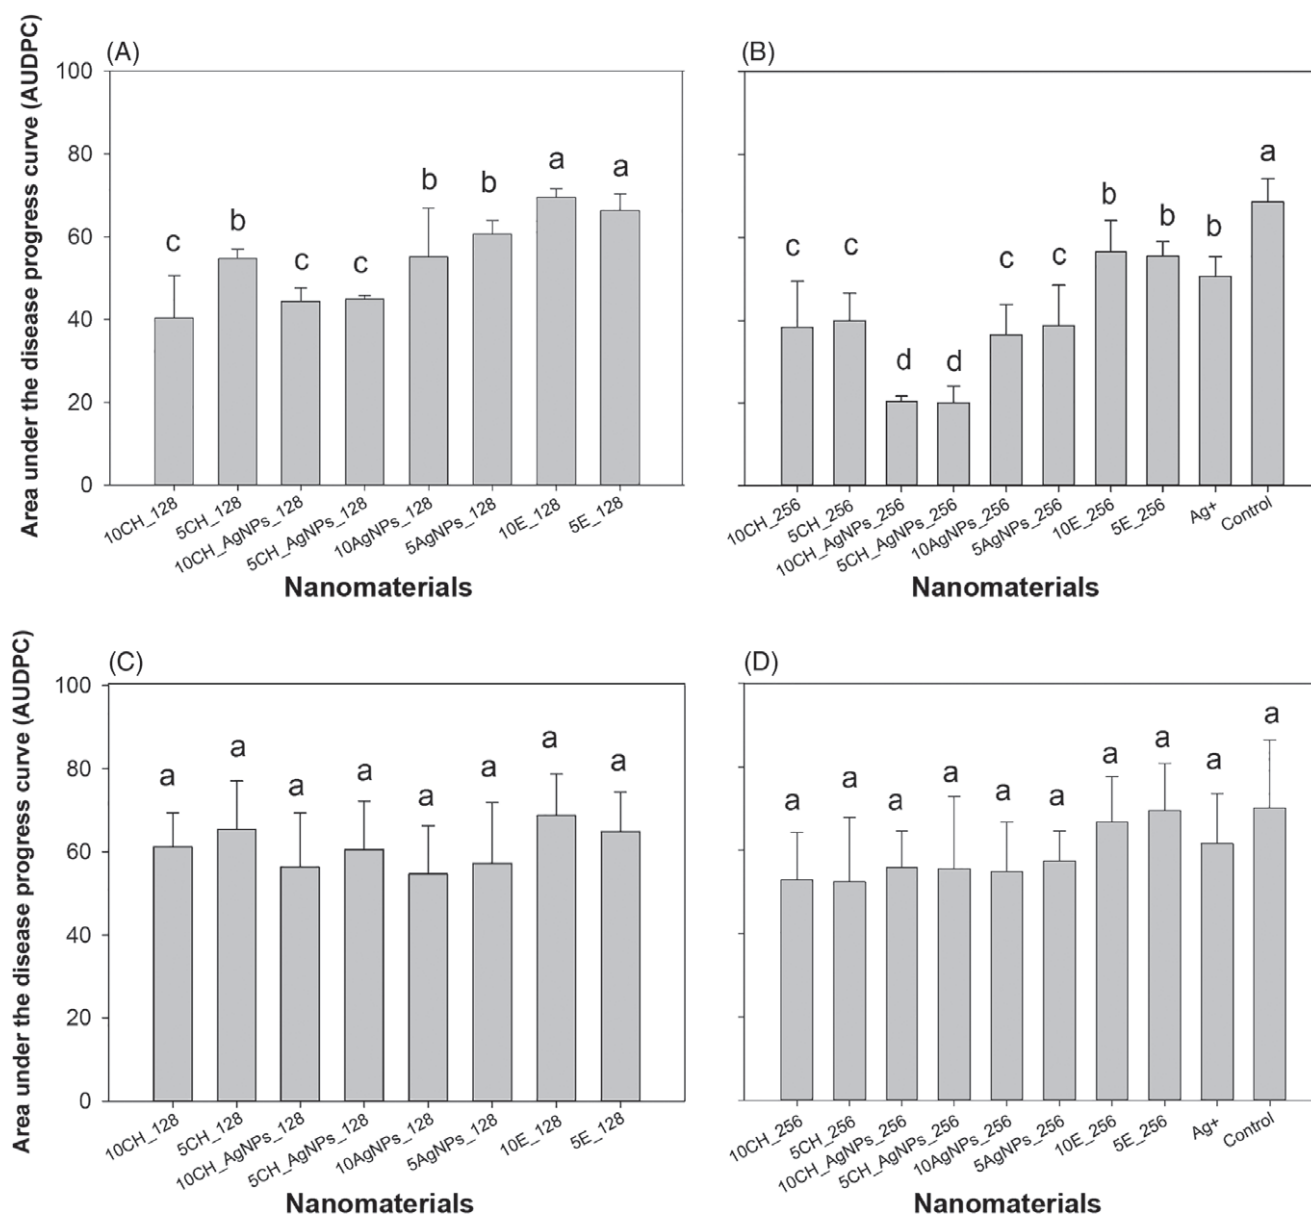 (A)
Area under the disease progress curve (AUDPC)
100
80
60
40
20
0
c
b
c
c
b
b
a
a
10CH_128
5CH_128
10CH_AgNPs_128
5CH_AgNPs_128
10AgNPs_128
5AgNPs_128
10E_128
5E_128
Nanomaterials
(B)
c
c
d
d
c
c
b
b
b
a
10CH_256
5CH_256
10CH_AgNPs_256
5CH_AgNPs_256
10AgNPs_256
5AgNPs_256
10E_256
5E_256
Ag+
Control
Nanomaterials
(C)
Area under the disease progress curve (AUDPC)
100
80
60
40
20
0
a
a
a
a
a
a
a
a
10CH_128
5CH_128
10CH_AgNPs_128
5CH_AgNPs_128
10AgNPs_128
5AgNPs_128
10E_128
5E_128
Nanomaterials
(D)
a
a
a
a
a
a
a
a
a
a
10CH_256
5CH_256
10CH_AgNPs_256
5CH_AgNPs_256
10AgNPs_256
5AgNPs_256
10E_256
5E_256
Ag+
Control
Nanomaterials